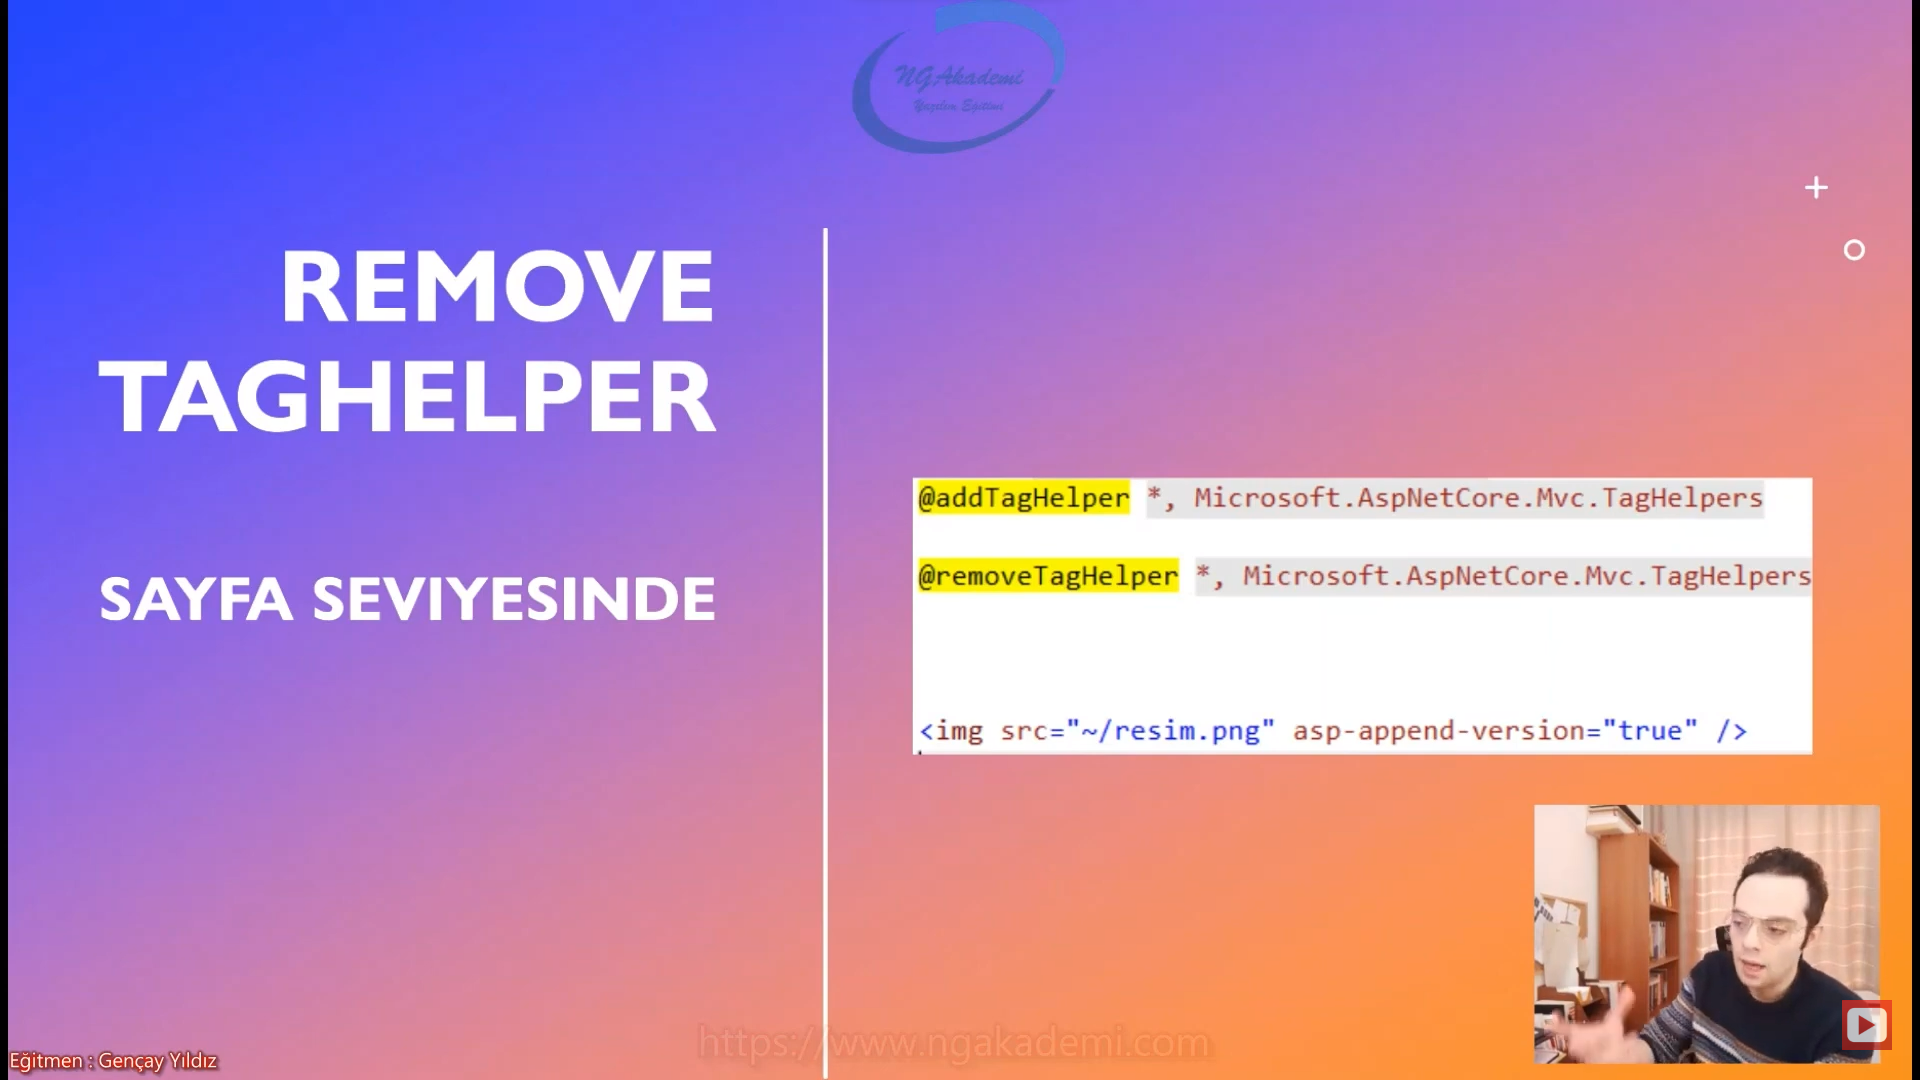 NGAkademi
Yazılım Eğitimi
REMOVE
TAGHELPER
SAYFA SEVIYESINDE
@addTagHelper *, Microsoft.AspNetCore.Mvc.TagHelpers
@removeTagHelper *, Microsoft.AspNetCore.Mvc.TagHelpers
<img src="~/resim.png" asp-append-version="true" />
https://www.ngakademi.com
Eğitmen : Gençay Yıldız